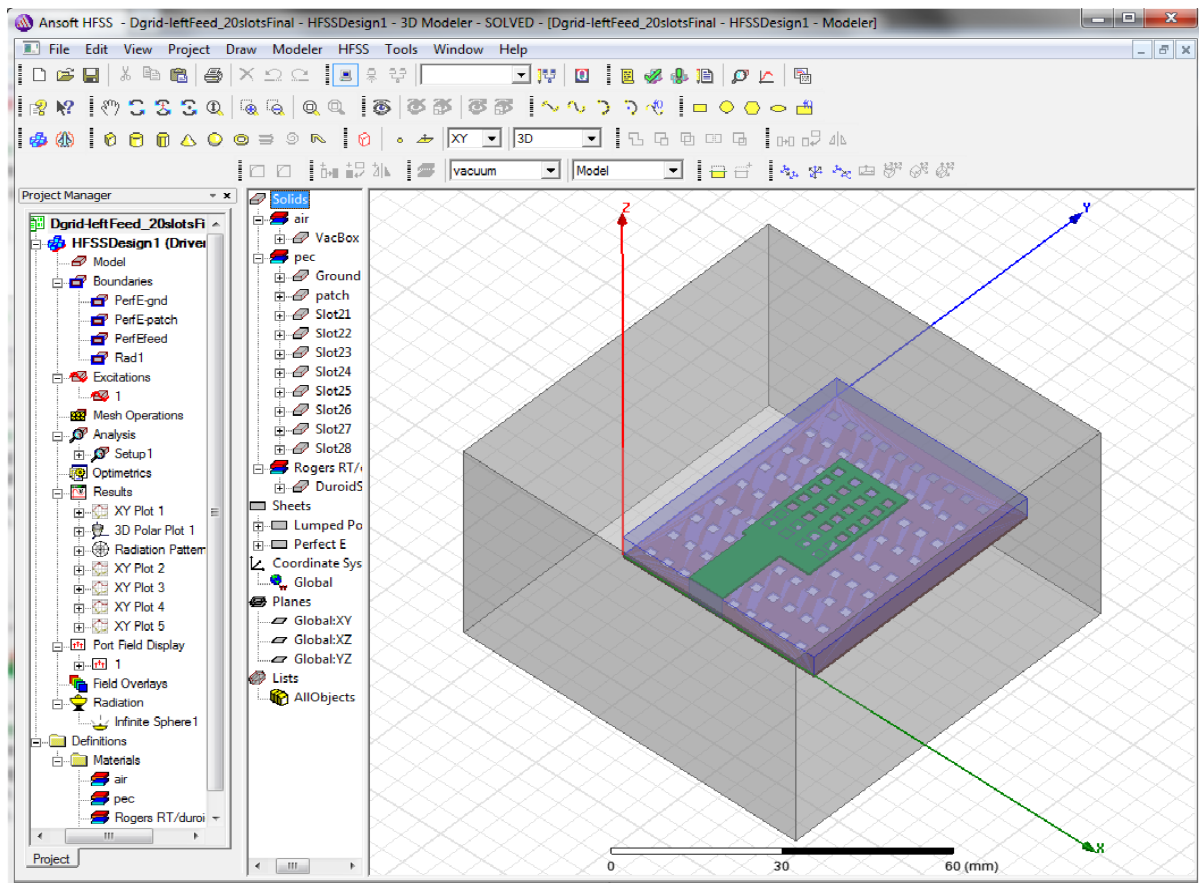 Ansoft HFSS - Dgrid-leftFeed_20slotsFinal - HFSSDesign1 - 3D Modeler - SOLVED - [Dgrid-leftFeed_20slotsFinal - HFSSDesign1 - Modeler]
File Edit View Project Draw Modeler HFSS Tools Window Help
XY 3D
vacuum Model
Project Manager
Dgrid-leftFeed_20slotsFi
HFSSDesign1 (Driver
Model
Boundaries
PerfE-gnd
PerfE-patch
PerfEfeed
Rad1
Excitations
1
Mesh Operations
Analysis
Setup1
Optimetrics
Results
XY Plot 1
3D Polar Plot 1
Radiation Pattern
XY Plot 2
XY Plot 3
XY Plot 4
XY Plot 5
Port Field Display
1
Field Overlays
Radiation
Infinite Sphere1
Definitions
Materials
air
pec
Rogers RT/duroi
Project
Solids
air
VacBox
pec
Ground
patch
Slot21
Slot22
Slot23
Slot24
Slot25
Slot26
Slot27
Slot28
Rogers RT/
DuroidS
Sheets
Lumped Po
Perfect E
Coordinate Sys
Global
Planes
Global:XY
Global:XZ
Global:YZ
Lists
AllObjects
Z
Y
X
0 30 60 (mm)